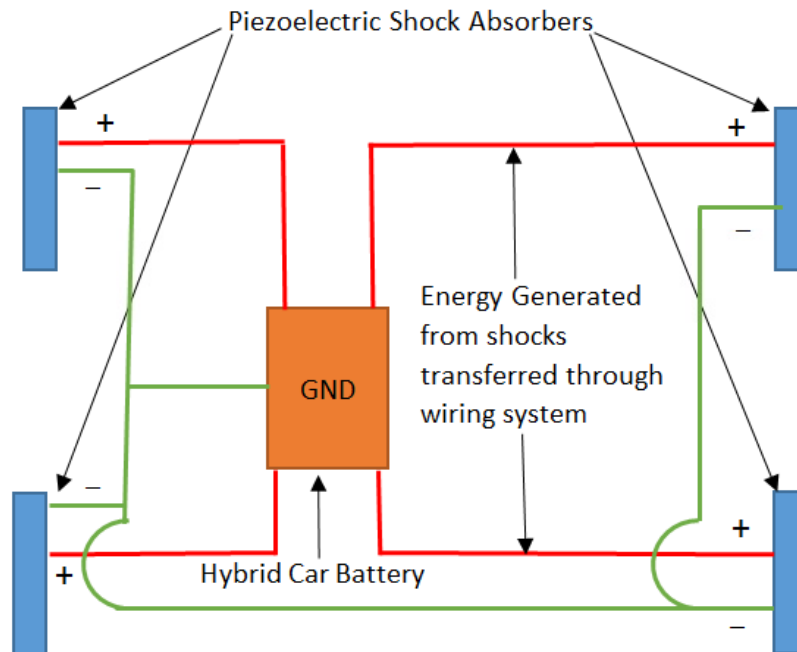 Piezoelectric Shock Absorbers
+
+
–
–
Energy Generated
from shocks
transferred through
wiring system
GND
–
+
+
Hybrid Car Battery
–